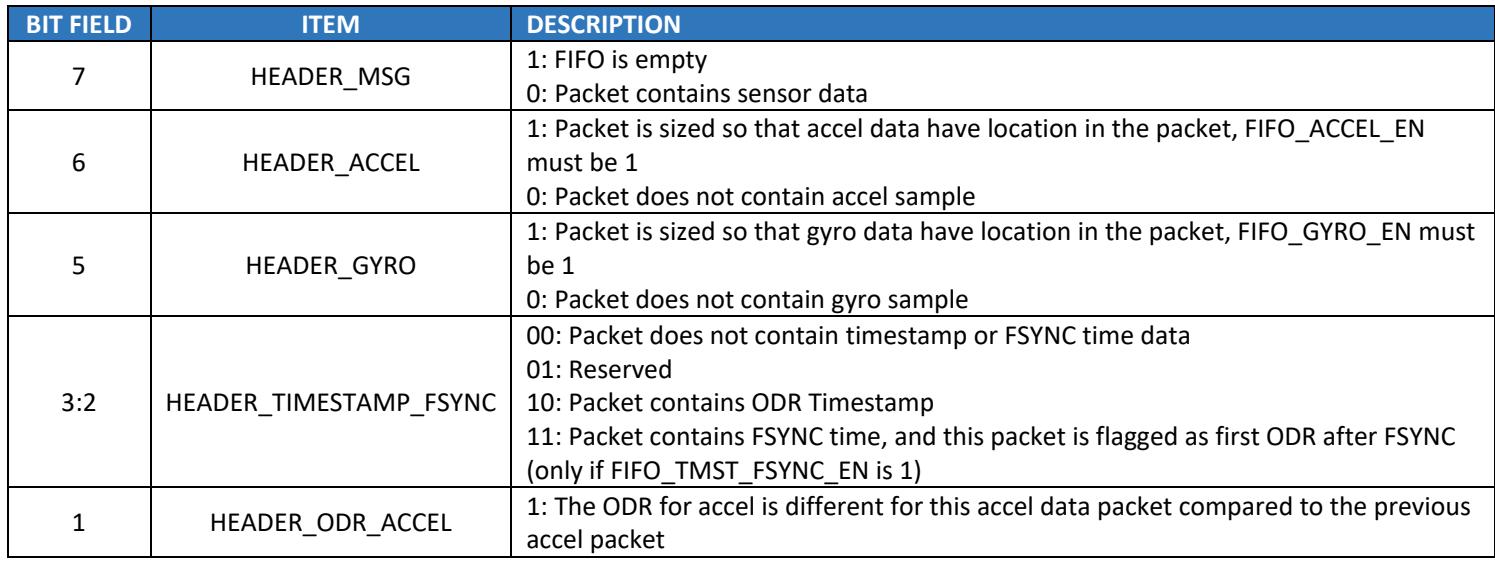 BIT FIELD ITEM DESCRIPTION
7 HEADER_MSG 1: FIFO is empty
0: Packet contains sensor data
6 HEADER_ACCEL 1: Packet is sized so that accel data have location in the packet, FIFO_ACCEL_EN
must be 1
0: Packet does not contain accel sample
5 HEADER_GYRO 1: Packet is sized so that gyro data have location in the packet, FIFO_GYRO_EN must
be 1
0: Packet does not contain gyro sample
3:2 HEADER_TIMESTAMP_FSYNC 00: Packet does not contain timestamp or FSYNC time data
01: Reserved
10: Packet contains ODR Timestamp
11: Packet contains FSYNC time, and this packet is flagged as first ODR after FSYNC
(only if FIFO_TMST_FSYNC_EN is 1)
1 HEADER_ODR_ACCEL 1: The ODR for accel is different for this accel data packet compared to the previous
accel packet